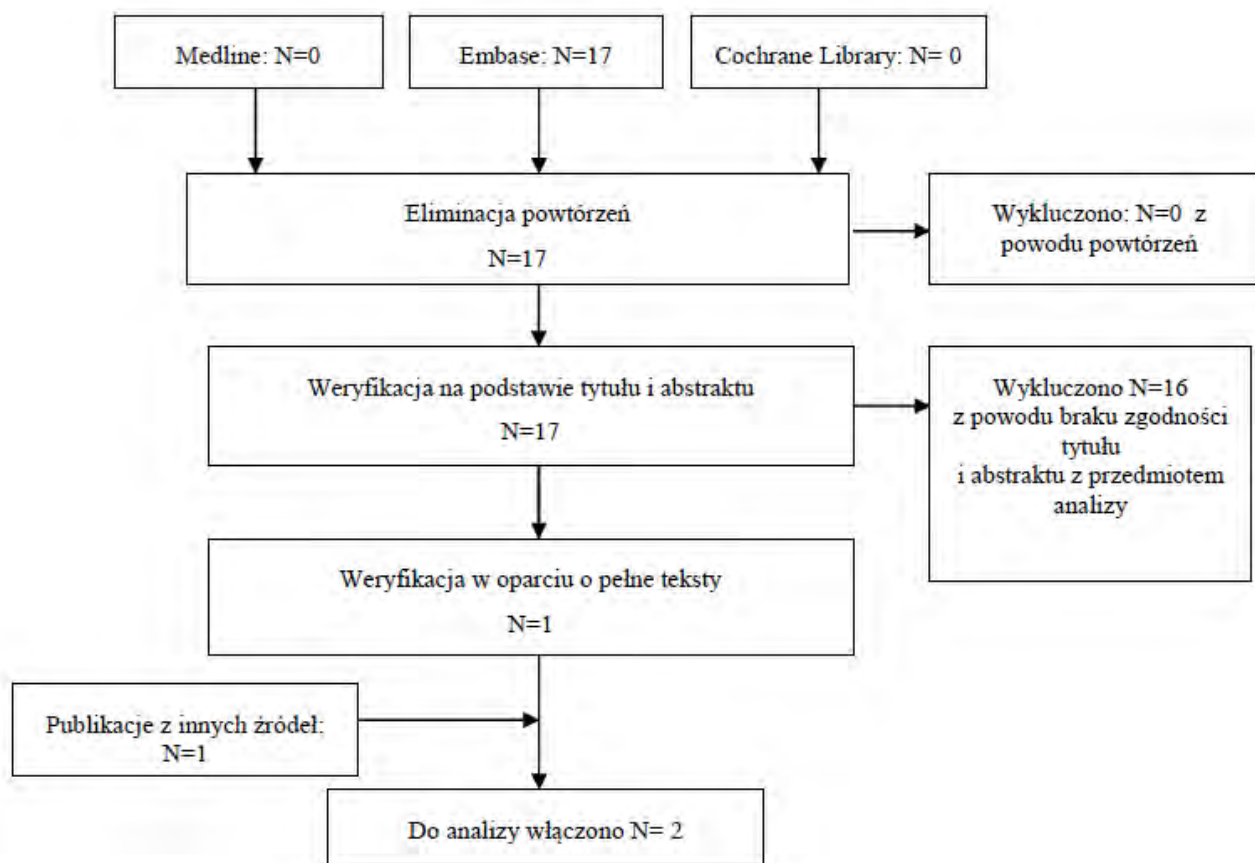 Medline: N=0
Embase: N=17
Cochrane Library: N= 0
Eliminacja powtórzeń
N=17
Wykluczono: N=0 z
powodu powtórzeń
Weryfikacja na podstawie tytułu i abstraktu
N=17
Wykluczono N=16
z powodu braku zgodności
tytułu
i abstraktu z przedmiotem
analizy
Weryfikacja w oparciu o pełne teksty
N=1
Publikacje z innych źródeł:
N=1
Do analizy włączono N= 2